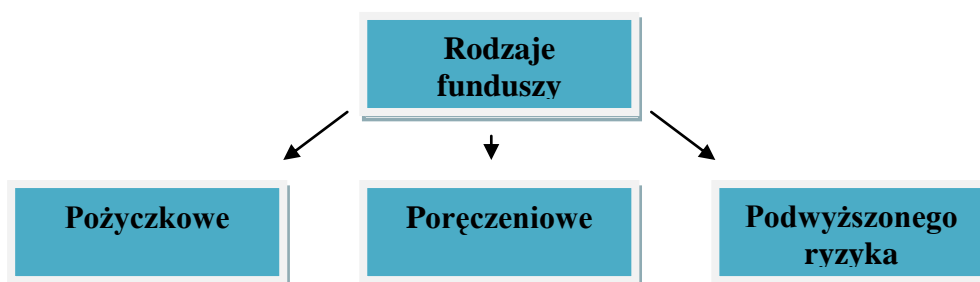 Rodzaje
funduszy
Pożyczkowe
Poręczeniowe
Podwyższonego
ryzyka